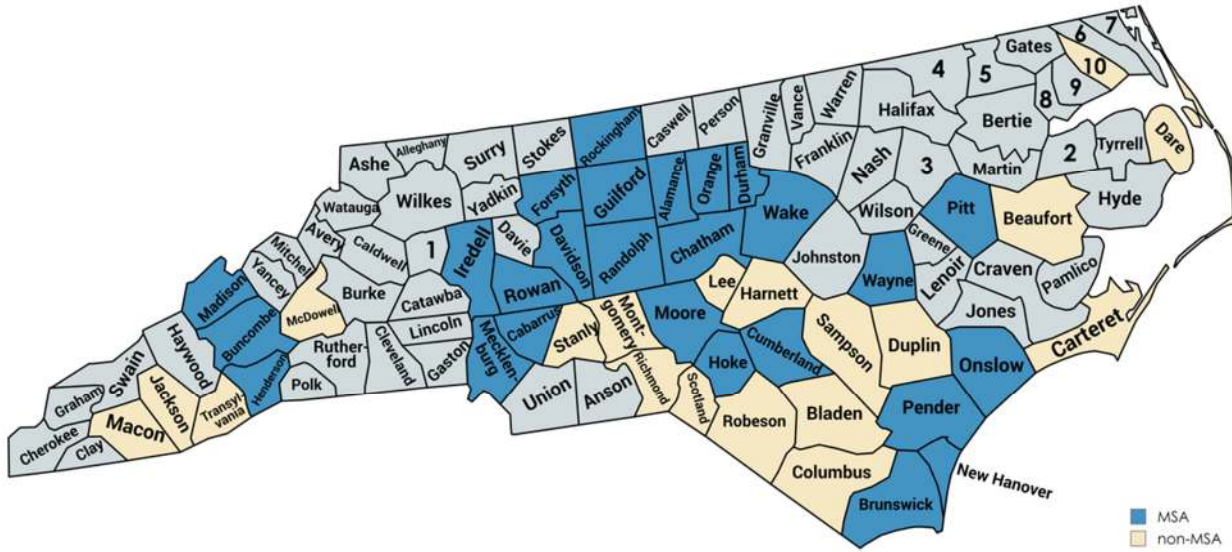 6
7
Gates
10
4
5
9
8
Halifax
Bertie
Warren
Vance
Granville
Person
Caswell
Rockingham
Stokes
Surry
Alleghany
Ashe
Franklin
Nash
3
Martin
2
Tyrrell
Dare
Hyde
Watauga
Wilkes
Yadkin
Forsyth
Guilford
Alamance
Orange
Durham
Wake
Wilson
Pitt
Beaufort
Mitchell
Avery
Caldwell
1
Iredell
Davie
Davidson
Randolph
Chatham
Johnston
Greene
Wayne
Lenoir
Craven
Pamlico
Madison
Yancey
Burke
Catawba
Rowan
Lee
Harnett
Jones
Carteret
Buncombe
McDowell
Lincoln
Mecklen-
burg
Cabarrus
Stanly
Mont-
gomery
Moore
Sampson
Duplin
Onslow
Haywood
Ruther-
ford
Cleveland
Gaston
Hoke
Cumberland
Swain
Henderson
Polk
Union
Anson
Richmond
Scotland
Graham
Jackson
Transyl-
vania
Robeson
Bladen
Pender
Cherokee
Clay
Macon
Columbus
Brunswick
New Hanover
MSA
non-MSA